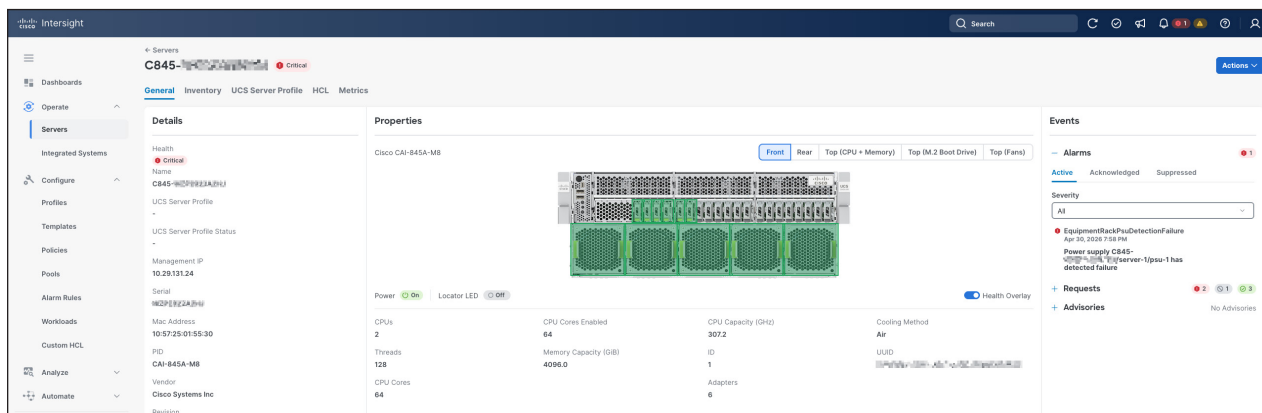 cisco Intersight
Search
1
← Servers
C845-
Critical
Actions
General Inventory UCS Server Profile HCL Metrics
Dashboards
Operate
Servers
Integrated Systems
Configure
Profiles
Templates
Policies
Pools
Alarm Rules
Workloads
Custom HCL
Analyze
Automate
Details
Health
Critical
Name
C845-
UCS Server Profile
-
UCS Server Profile Status
-
Management IP
10.29.131.24
Serial
Mac Address
10:57:25:01:55:30
PID
CAI-845A-M8
Vendor
Cisco Systems Inc
Revision
Properties
Cisco CAI-845A-M8
Front Rear Top (CPU + Memory) Top (M.2 Boot Drive) Top (Fans)
Power On Locator LED Off
Health Overlay
CPUs
2
CPU Cores Enabled
64
CPU Capacity (GHz)
307.2
Cooling Method
Air
Threads
128
Memory Capacity (GiB)
4096.0
ID
1
UUID
CPU Cores
64
Adapters
6
Events
Alarms 1
Active Acknowledged Suppressed
Severity
All
EquipmentRackPsuDetectionFailure
Apr 30, 2026 7:58 PM
Power supply C845-
/server-1/psu-1 has
detected failure
+ Requests 2 1 3
+ Advisories No Advisories